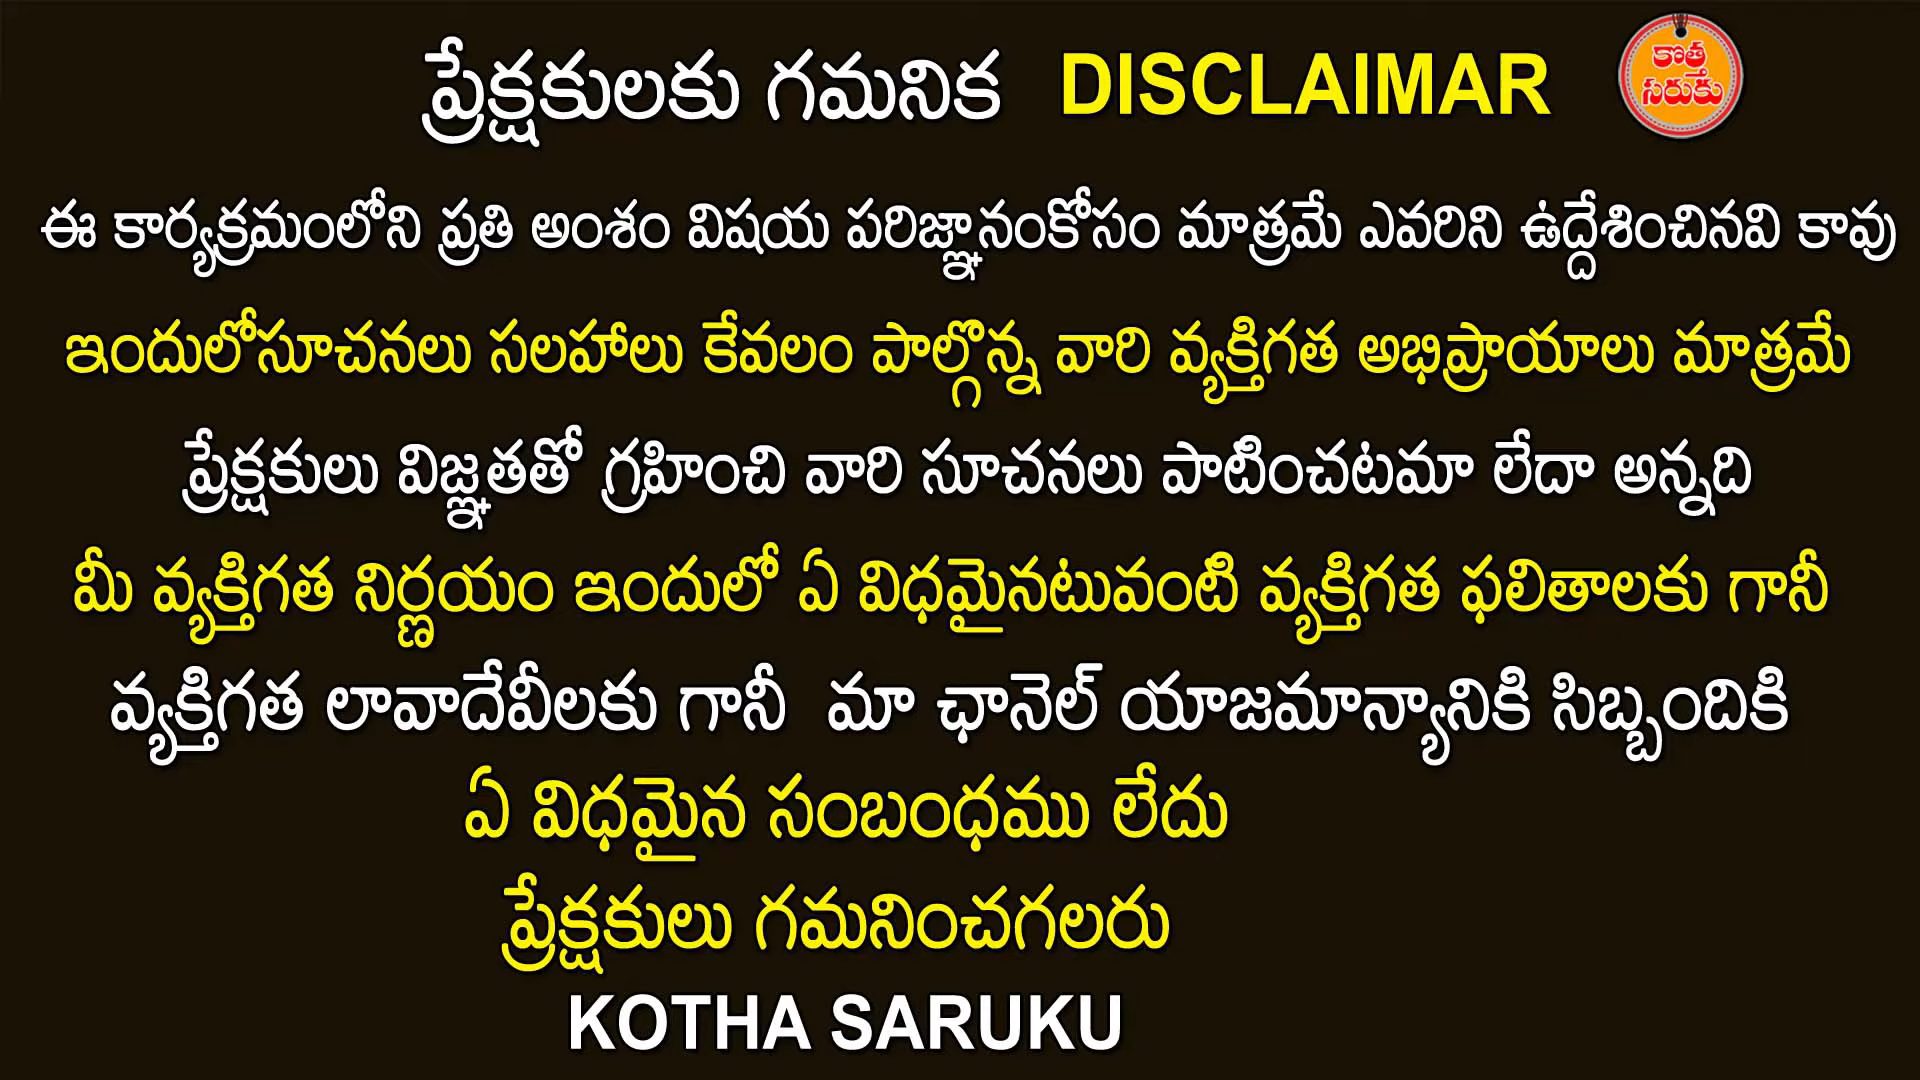 ప్రేక్షకులకు గమనిక DISCLAIMAR
కొత్త
సరుకు
ఈ కార్యక్రమంలోని ప్రతి అంశం విషయ పరిజ్ఞానంకోసం మాత్రమే ఎవరిని ఉద్దేశించినవి కావు
ఇందులోసూచనలు సలహాలు కేవలం పాల్గొన్న వారి వ్యక్తిగత అభిప్రాయాలు మాత్రమే
ప్రేక్షకులు విజ్ఞతతో గ్రహించి వారి సూచనలు పాటించటమా లేదా అన్నది
మీ వ్యక్తిగత నిర్ణయం ఇందులో ఏ విధమైనటువంటి వ్యక్తిగత ఫలితాలకు గానీ
వ్యక్తిగత లావాదేవీలకు గానీ మా ఛానెల్ యాజమాన్యానికి సిబ్బందికి
ఏ విధమైన సంబంధము లేదు
ప్రేక్షకులు గమనించగలరు
KOTHA SARUKU